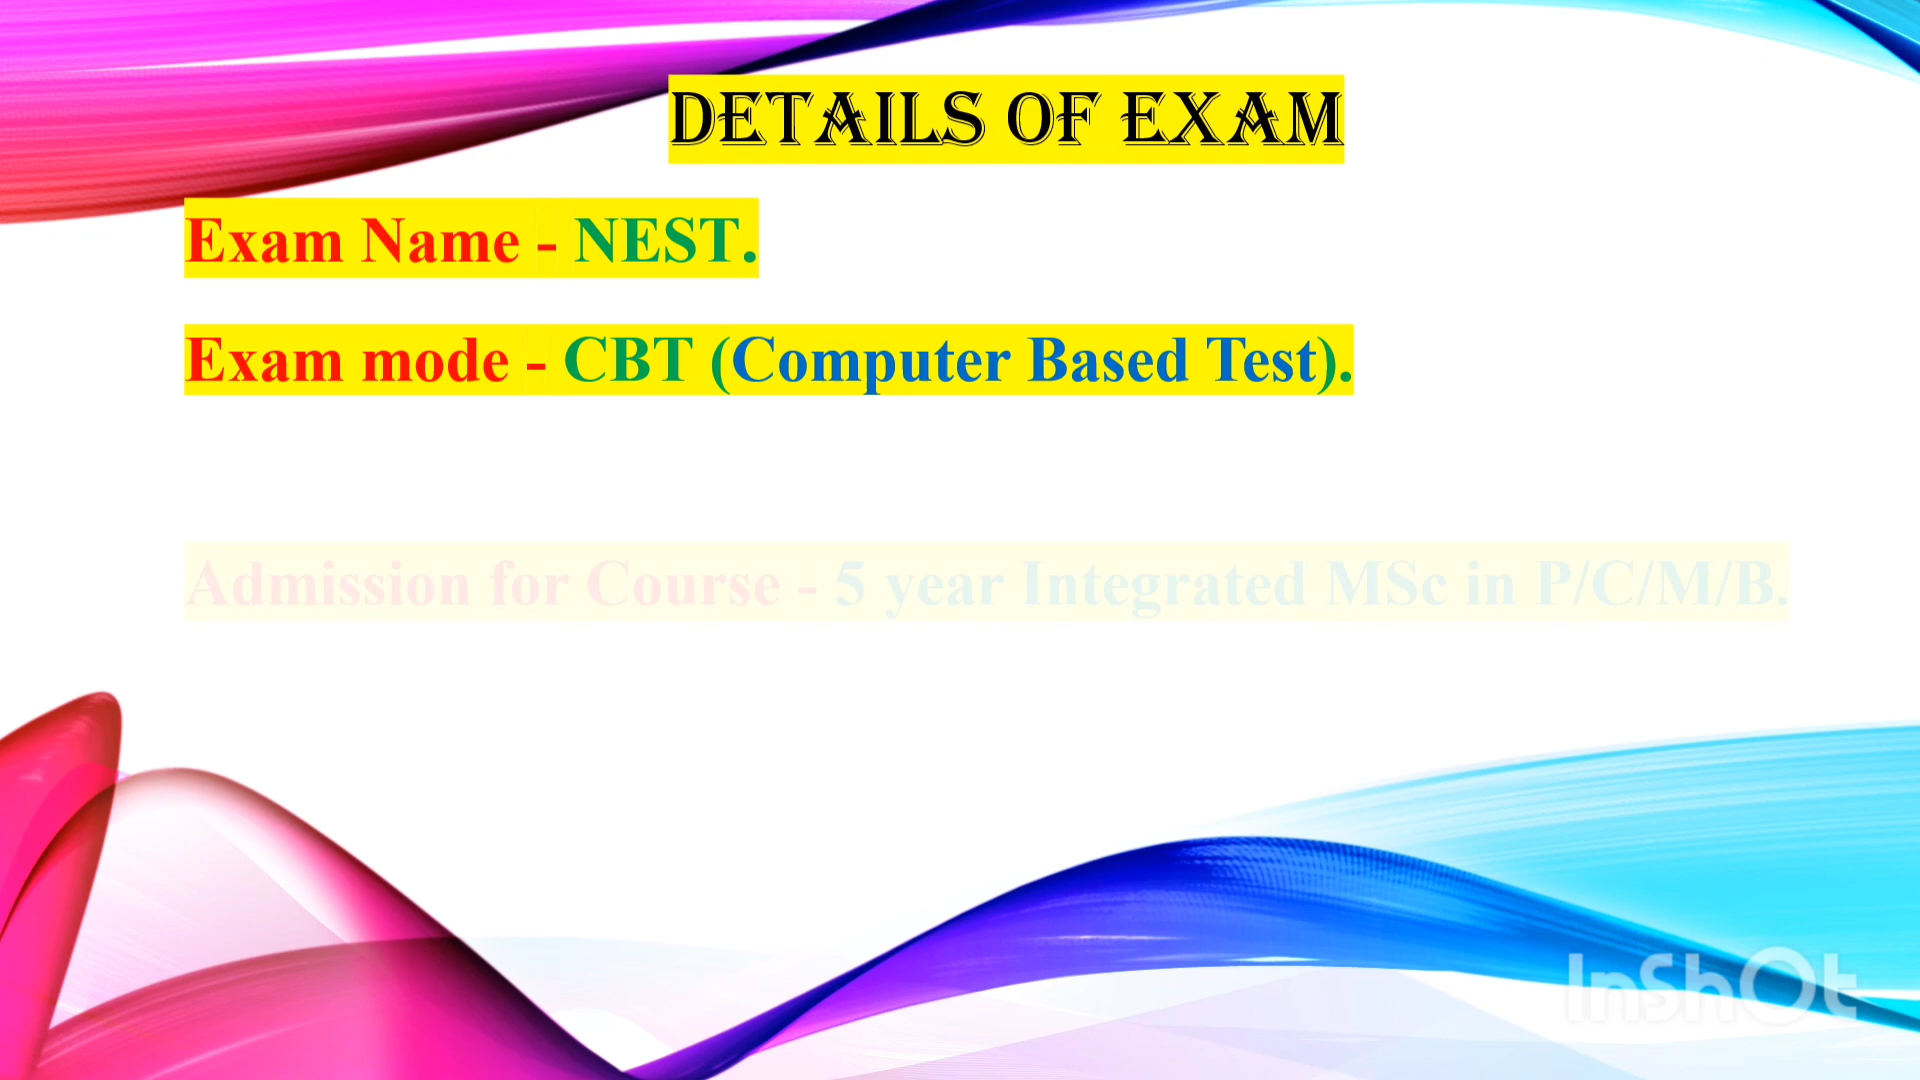 DETAILS OF EXAM
Exam Name - NEST.
Exam mode - CBT (Computer Based Test).
Admission for Course - 5 year Integrated MSc in P/C/M/B.
InShOt